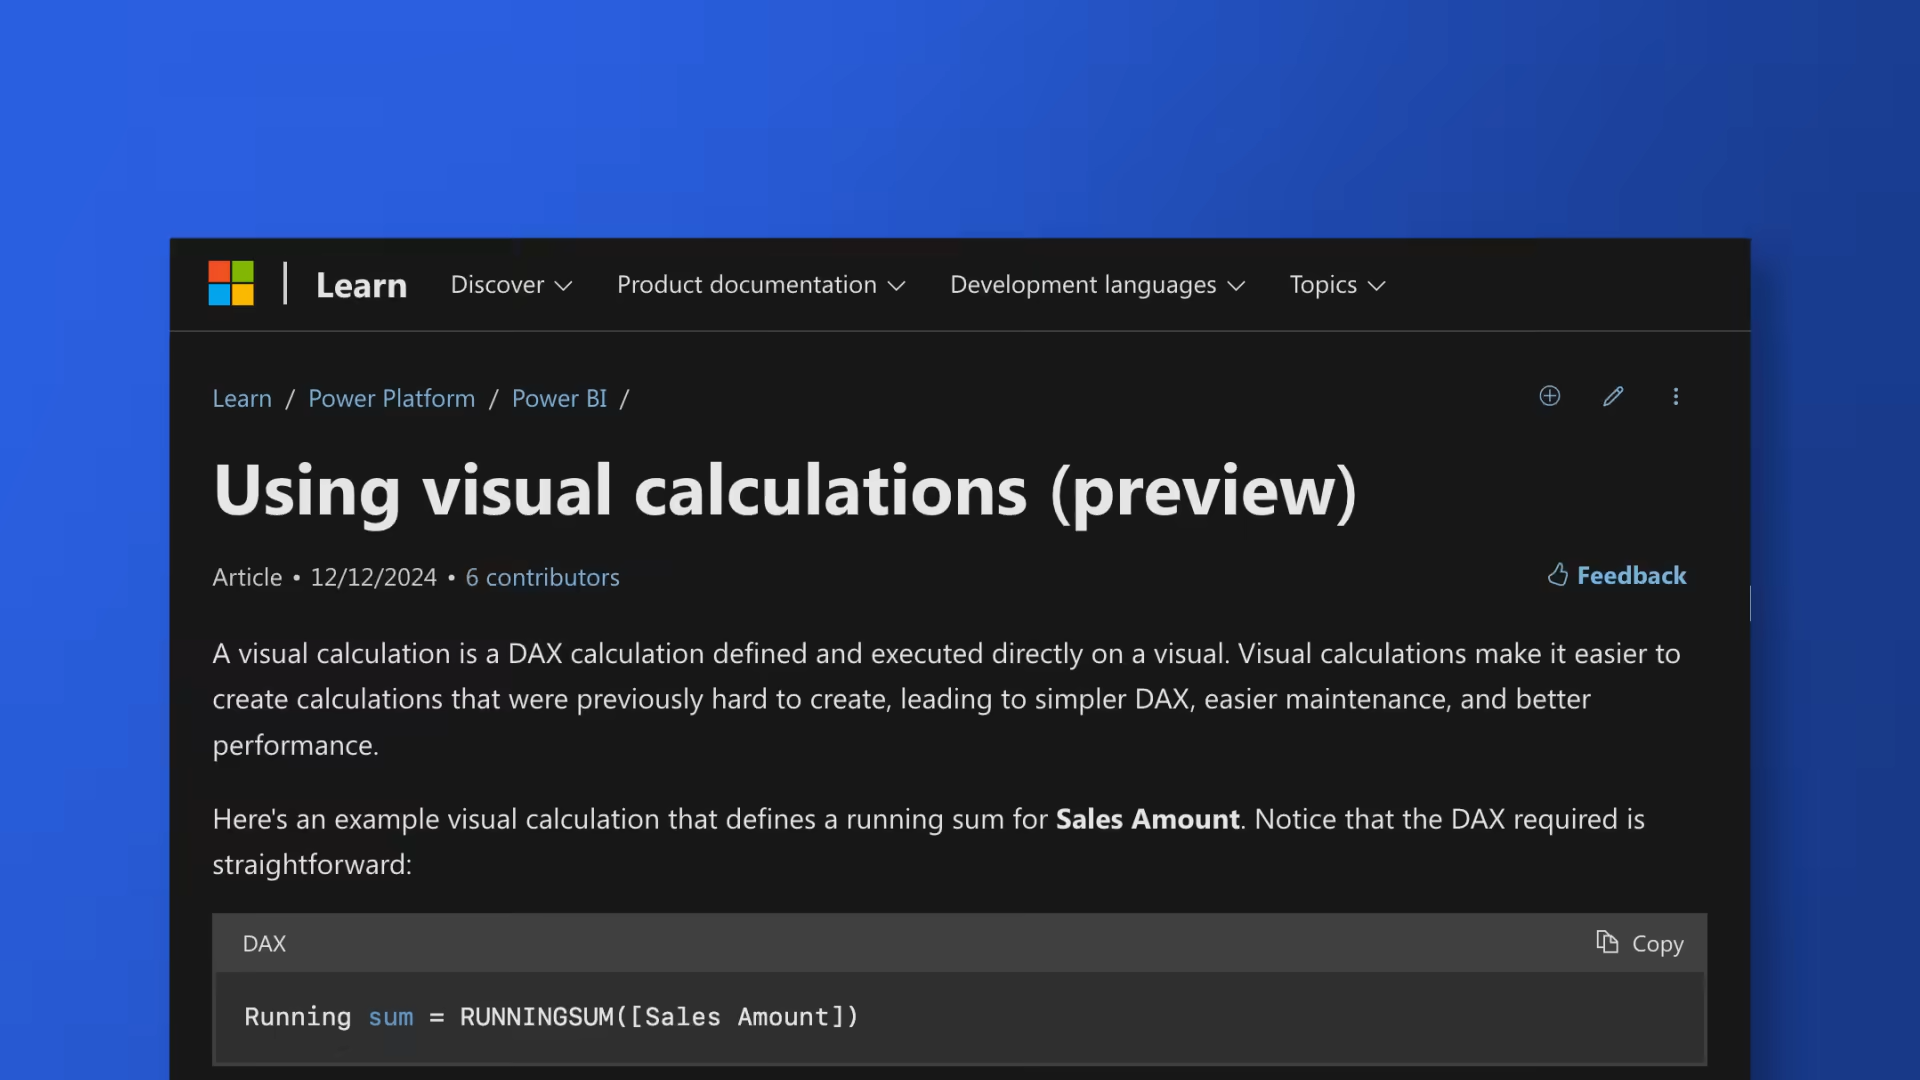 Learn Discover Product documentation Development languages Topics
Learn / Power Platform / Power BI /
Using visual calculations (preview)
Article • 12/12/2024 • 6 contributors
Feedback
A visual calculation is a DAX calculation defined and executed directly on a visual. Visual calculations make it easier to
create calculations that were previously hard to create, leading to simpler DAX, easier maintenance, and better
performance.
Here's an example visual calculation that defines a running sum for Sales Amount. Notice that the DAX required is
straightforward:
DAX
Copy
Running sum = RUNNINGSUM([Sales Amount])